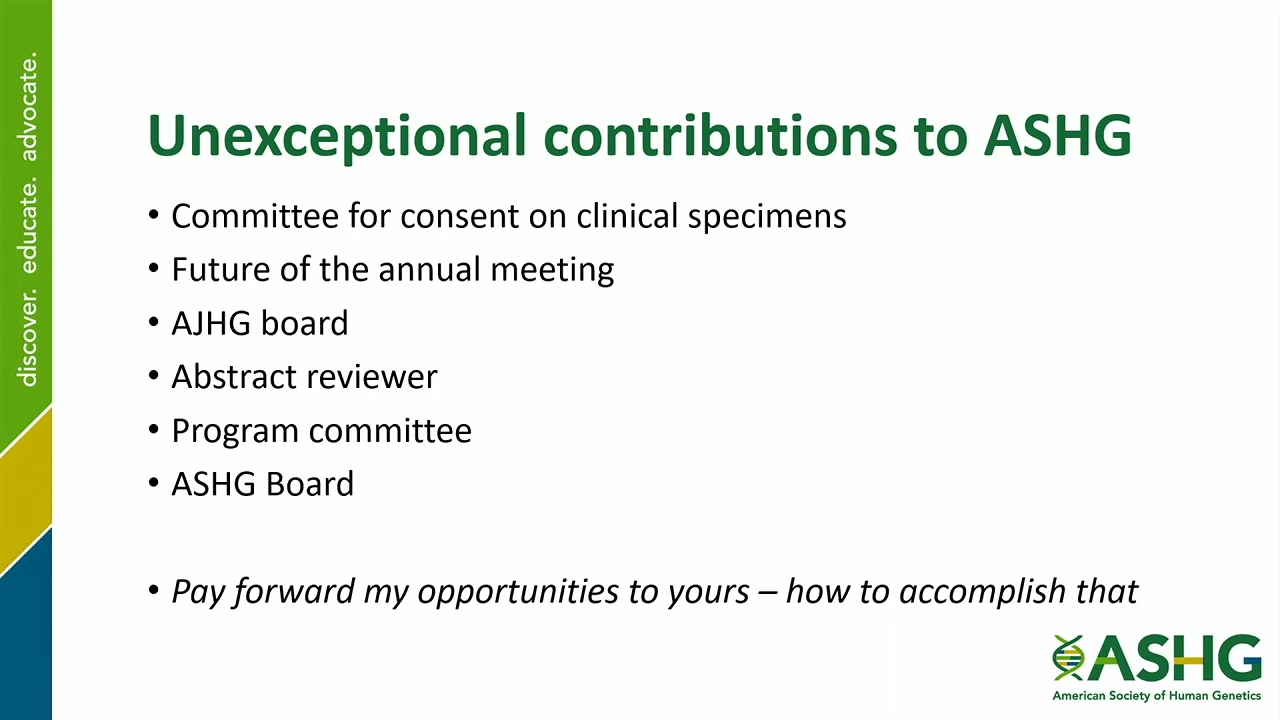 discover. educate. advocate.
Unexceptional contributions to ASHG
• Committee for consent on clinical specimens
• Future of the annual meeting
• AJHG board
• Abstract reviewer
• Program committee
• ASHG Board
• Pay forward my opportunities to yours – how to accomplish that
ASHG
American Society of Human Genetics